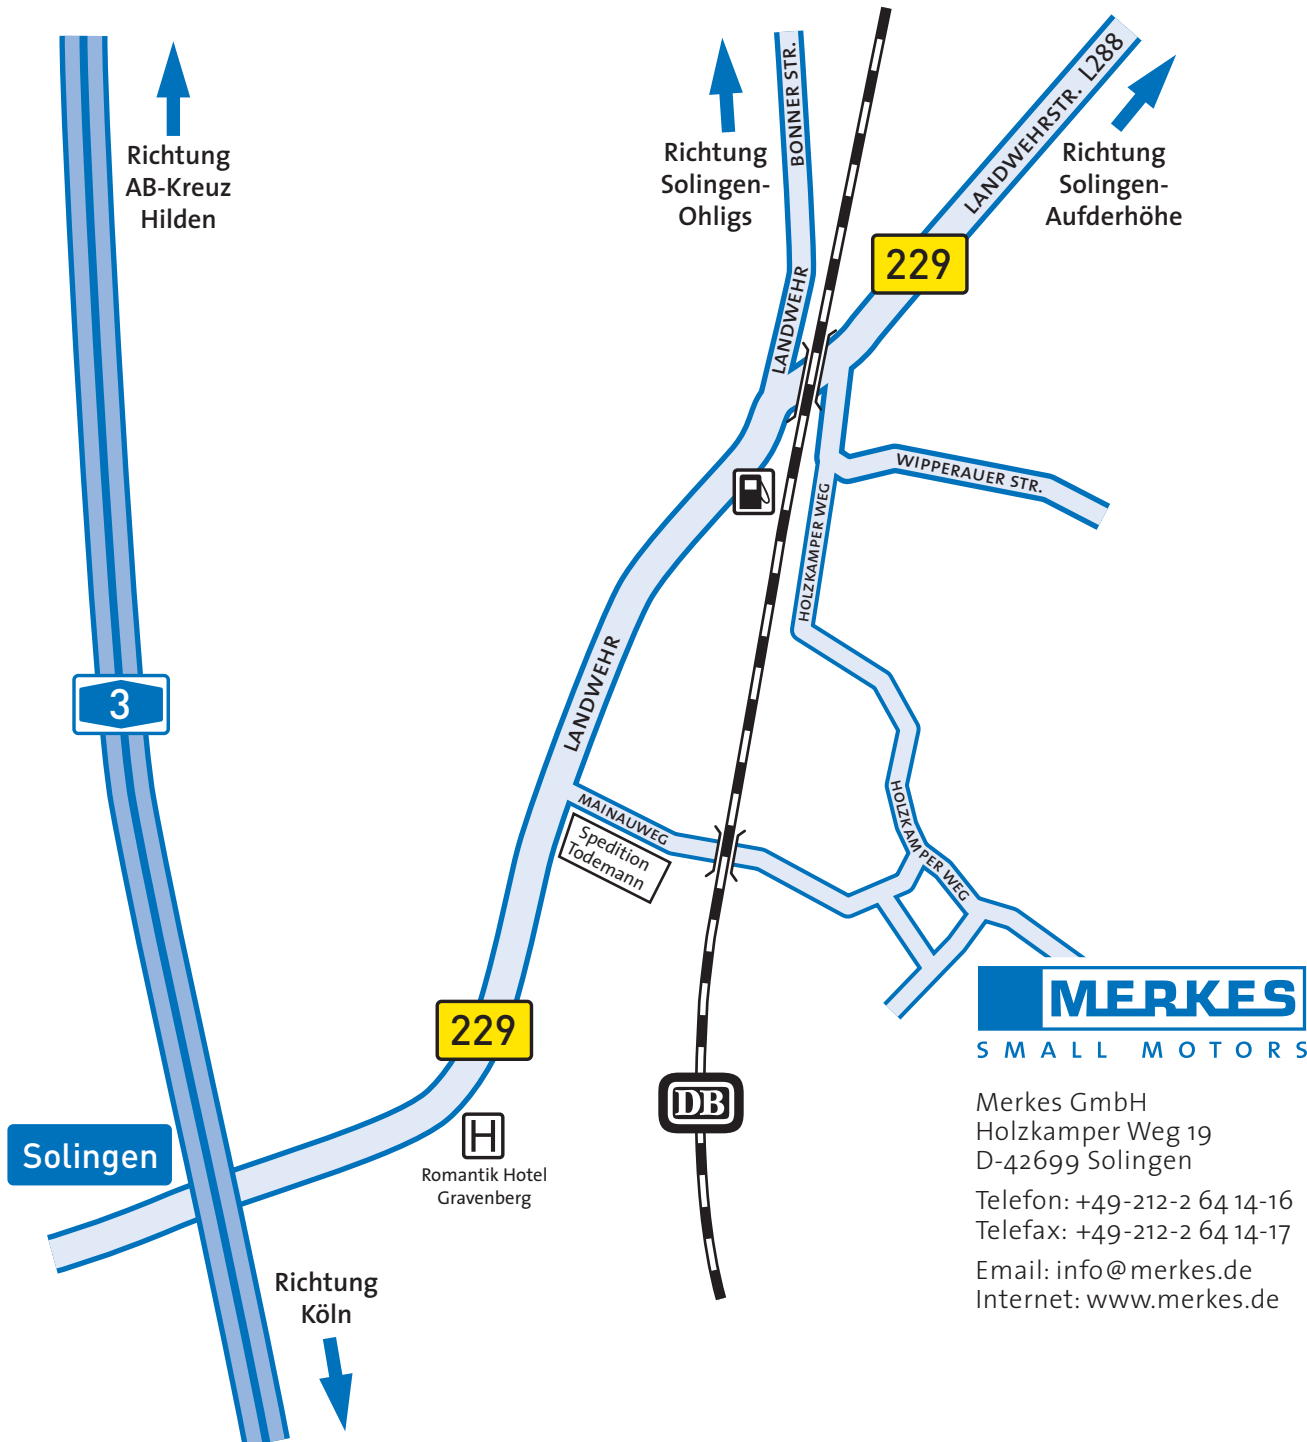 Richtung
AB-Kreuz
Hilden
Richtung
Solingen-
Ohligs
BONNER STR.
LANDWEHRSTR. L288
Richtung
Solingen-
Aufderhöhe
229
LANDWEHR
WIPPERAUER STR.
HOLZKAMPER WEG
LANDWEHR
3
MAINAUWEG
Spedition
Todemann
HOLZKAMPER WEG
229
DB
H
Romantik Hotel
Gravenberg
Solingen
Richtung
Köln
MERKES
SMALL MOTORS
Merkes GmbH
Holzkamper Weg 19
D-42699 Solingen
Telefon: +49-212-2 64 14-16
Telefax: +49-212-2 64 14-17
Email: info@merkes.de
Internet: www.merkes.de